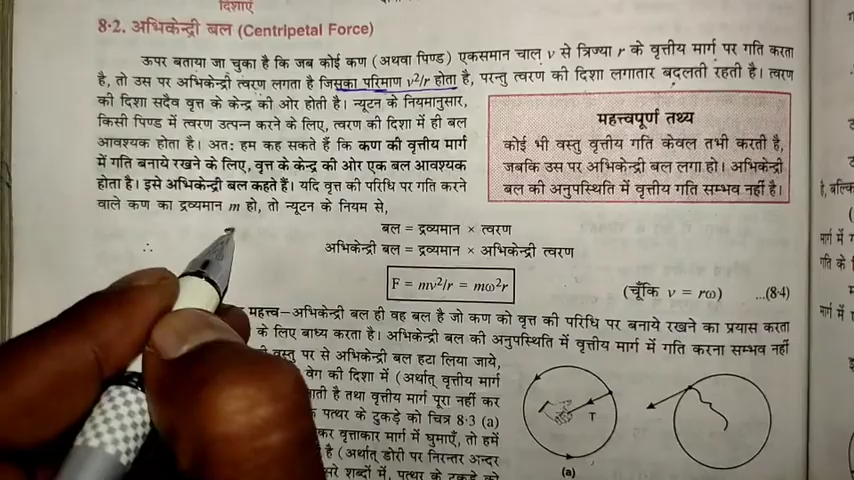 दिशाएँ
8·2. अभिकेन्द्री बल (Centripetal Force)
ऊपर बताया जा चुका है कि जब कोई कण (अथवा पिण्ड) एकसमान चाल v से त्रिज्या r के वृत्तीय मार्ग पर गति करता
है, तो उस पर अभिकेन्द्री त्वरण लगता है जिसका परिमाण v²/r होता है, परन्तु त्वरण की दिशा लगातार बदलती रहती है। त्वरण
की दिशा सदैव वृत्त के केन्द्र की ओर होती है। न्यूटन के नियमानुसार,
किसी पिण्ड में त्वरण उत्पन्न करने के लिए, त्वरण की दिशा में ही बल
आवश्यक होता है। अतः हम कह सकते हैं कि कण की वृत्तीय मार्ग
में गति बनाये रखने के लिए, वृत्त के केन्द्र की ओर एक बल आवश्यक
होता है। इसे अभिकेन्द्री बल कहते हैं। यदि वृत्त की परिधि पर गति करने
वाले कण का द्रव्यमान m हो, तो न्यूटन के नियम से,
महत्त्वपूर्ण तथ्य
कोई भी वस्तु वृत्तीय गति केवल तभी करती है,
जबकि उस पर अभिकेन्द्री बल लगा हो। अभिकेन्द्री
बल की अनुपस्थिति में वृत्तीय गति सम्भव नहीं है।
बल = द्रव्यमान × त्वरण
∴ अभिकेन्द्री बल = द्रव्यमान × अभिकेन्द्री त्वरण
F = mv²/r = mω²r (चूँकि v = rω) ...(8·4)
महत्त्व—अभिकेन्द्री बल ही वह बल है जो कण को वृत्त की परिधि पर बनाये रखने का प्रयास करता
के लिए बाध्य करता है। अभिकेन्द्री बल की अनुपस्थिति में वृत्तीय मार्ग में गति करना सम्भव नहीं
वस्तु पर से अभिकेन्द्री बल हटा लिया जाये,
वेग की दिशा में (अर्थात् वृत्तीय मार्ग
है तथा वृत्तीय मार्ग पूरा नहीं कर
पत्थर के टुकड़े को चित्र 8·3 (a)
वृत्ताकार मार्ग में घुमाएँ, तो हमें
है (अर्थात् डोरी पर निरन्तर अन्दर
शब्दों में, पत्थर के टुकड़े को
T
(a)
है, बल्कि
मार्ग में
गति के
मार्ग में